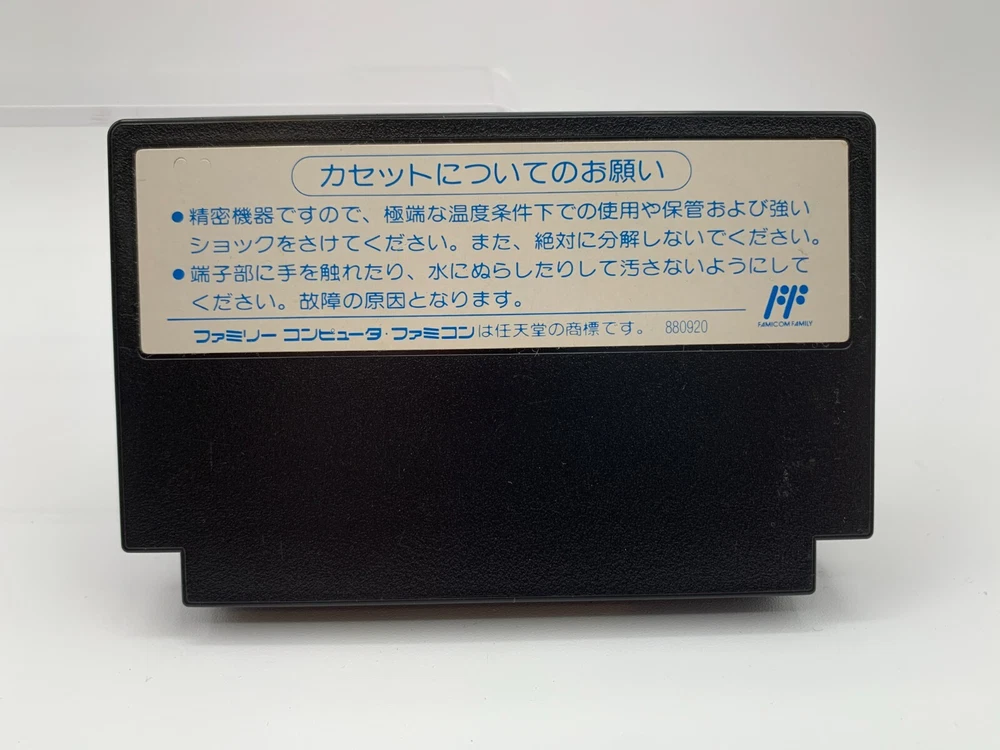 カセットについてのお願い
●精密機器ですので、極端な温度条件下での使用や保管および強い
ショックをさけてください。また、絶対に分解しないでください。
●端子部に手を触れたり、水にぬらしたりして汚さないようにして
ください。故障の原因となります。
FAMICOM FAMILY
ファミリー コンピュータ・ファミコンは任天堂の商標です。 880920